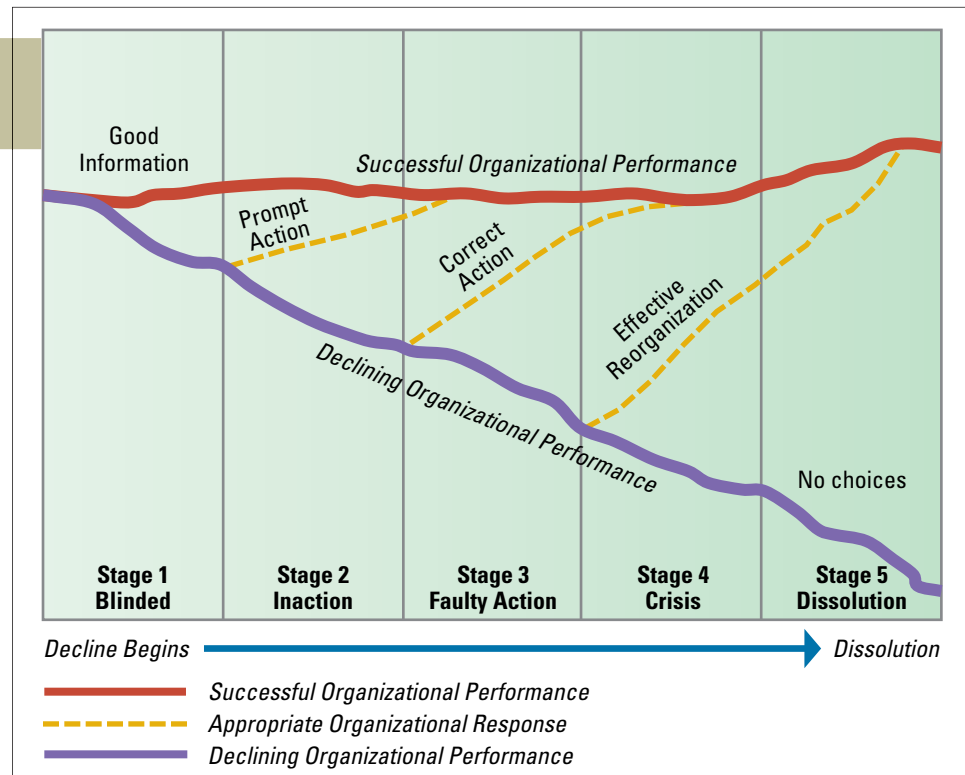 Good
Information
Successful Organizational Performance
Prompt
Action
Correct
Action
Effective
Reorganization
Declining Organizational Performance
No choices
Stage 1
Blinded
Stage 2
Inaction
Stage 3
Faulty Action
Stage 4
Crisis
Stage 5
Dissolution
Decline Begins
Dissolution
Successful Organizational Performance
Appropriate Organizational Response
Declining Organizational Performance